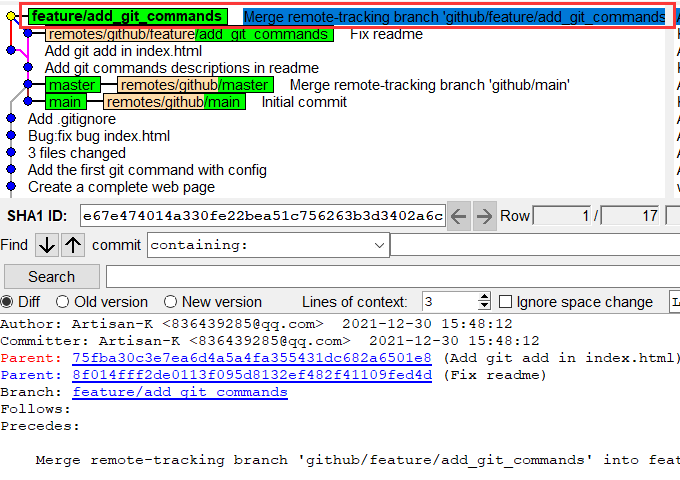 feature/add_git_commands Merge remote-tracking branch 'github/feature/add_git_commands
remotes/github/feature/add_git_commands Fix readme
Add git add in index.html
Add git commands descriptions in readme
master remotes/github/master Merge remote-tracking branch 'github/main'
main remotes/github/main Initial commit
Add .gitignore
Bug:fix bug index.html
3 files changed
Add the first git command with config
Create a complete web page
SHA1 ID: e67e474014a330fe22bea51c756263b3d3402a6c Row 1 / 17
Find commit containing:
Search
Diff Old version New version Lines of context: 3 Ignore space change
Author: Artisan-K <836439285@qq.com> 2021-12-30 15:48:12
Committer: Artisan-K <836439285@qq.com> 2021-12-30 15:48:12
Parent: 75fba30c3e7ea6d4a5a4fa355431dc682a6501e8 (Add git add in index.html)
Parent: 8f014fff2de0113f095d8132ef482f41109fed4d (Fix readme)
Branch: feature/add_git_commands
Follows:
Precedes:
Merge remote-tracking branch 'github/feature/add_git_commands' into feat